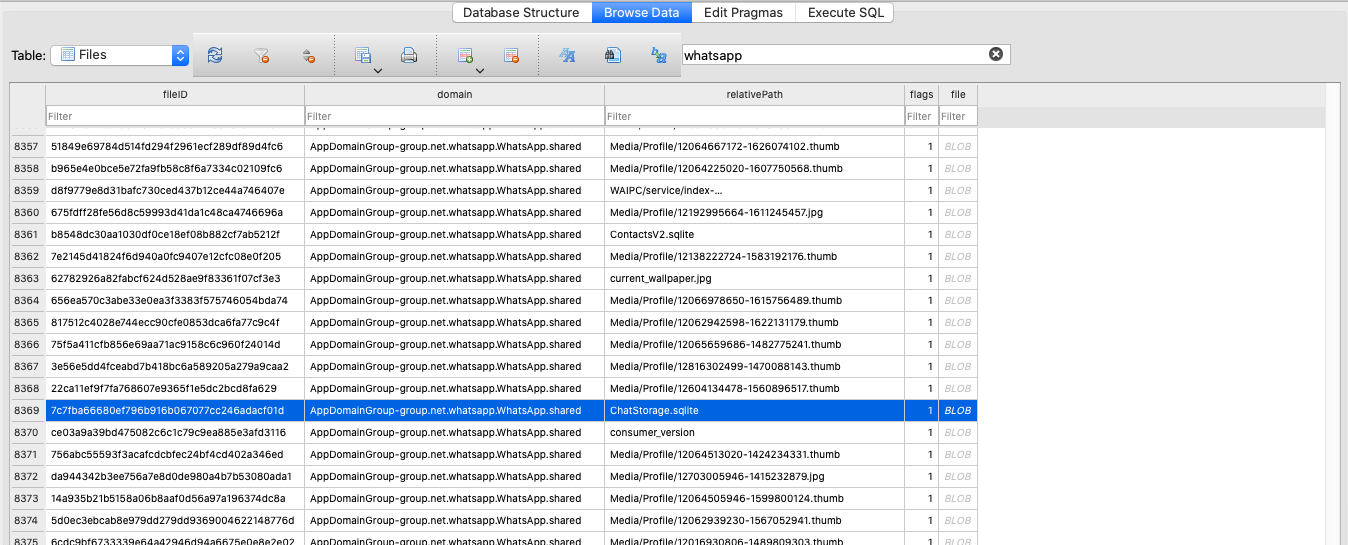 Database Structure Browse Data Edit Pragmas Execute SQL
Table: Files whatsapp
fileID domain relativePath flags file
Filter Filter Filter Filter Filter
8357 51849e69784d514fd294f2961ecf289df89d4fc6 AppDomainGroup-group.net.whatsapp.WhatsApp.shared Media/Profile/12064667172-1626074102.thumb 1 BLOB
8358 b965e4e0bce5e72fa9fb58c8f6a7334c02109fc6 AppDomainGroup-group.net.whatsapp.WhatsApp.shared Media/Profile/12064225020-1607750568.thumb 1 BLOB
8359 d8f9779e8d31bafc730ced437b12ce44a746407e AppDomainGroup-group.net.whatsapp.WhatsApp.shared WAIPC/service/index-... 1 BLOB
8360 675fdff28fe56d8c59993d41da1c48ca4746696a AppDomainGroup-group.net.whatsapp.WhatsApp.shared Media/Profile/12192995664-1611245457.jpg 1 BLOB
8361 b8548dc30aa1030df0ce18ef08b882cf7ab5212f AppDomainGroup-group.net.whatsapp.WhatsApp.shared ContactsV2.sqlite 1 BLOB
8362 7e2145d41824f6d940a0fc9407e12cfc08e0f205 AppDomainGroup-group.net.whatsapp.WhatsApp.shared Media/Profile/12138222724-1583192176.thumb 1 BLOB
8363 62782926a82fabcf624d528ae9f83361f07cf3e3 AppDomainGroup-group.net.whatsapp.WhatsApp.shared current_wallpaper.jpg 1 BLOB
8364 656ea570c3abe33e0ea3f3383f575746054bda74 AppDomainGroup-group.net.whatsapp.WhatsApp.shared Media/Profile/12066978650-1615756489.thumb 1 BLOB
8365 817512c4028e744ecc90cfe0853dca6fa77c9c4f AppDomainGroup-group.net.whatsapp.WhatsApp.shared Media/Profile/12062942598-1622131179.thumb 1 BLOB
8366 75f5a411cfb856e69aa71ac9158c6c960f24014d AppDomainGroup-group.net.whatsapp.WhatsApp.shared Media/Profile/12065659686-1482775241.thumb 1 BLOB
8367 3e56e5dd4fceabd7b418bc6a589205a279a9caa2 AppDomainGroup-group.net.whatsapp.WhatsApp.shared Media/Profile/12816302499-1470088143.thumb 1 BLOB
8368 22ca11ef9f7fa768607e9365f1e5dc2bcd8fa629 AppDomainGroup-group.net.whatsapp.WhatsApp.shared Media/Profile/12604134478-1560896517.thumb 1 BLOB
8369 7c7fba66680ef796b916b067077cc246adacf01d AppDomainGroup-group.net.whatsapp.WhatsApp.shared ChatStorage.sqlite 1 BLOB
8370 ce03a9a39bd475082c6c1c79c9ea885e3afd3116 AppDomainGroup-group.net.whatsapp.WhatsApp.shared consumer_version 1 BLOB
8371 756abc55593f3acafcdcbfec24bf4cd402a346ed AppDomainGroup-group.net.whatsapp.WhatsApp.shared Media/Profile/12064513020-1424234331.thumb 1 BLOB
8372 da944342b3ee756a7e8d0de980a4b7b53080ada1 AppDomainGroup-group.net.whatsapp.WhatsApp.shared Media/Profile/12703005946-1415232879.jpg 1 BLOB
8373 14a935b21b5158a06b8aaf0d56a97a196374dc8a AppDomainGroup-group.net.whatsapp.WhatsApp.shared Media/Profile/12064505946-1599800124.thumb 1 BLOB
8374 5d0ec3ebcab8e979dd279dd9369004622148776d AppDomainGroup-group.net.whatsapp.WhatsApp.shared Media/Profile/12062939230-1567052941.thumb 1 BLOB
8375 6cdc9bf6733339e64a42946d94a6675e0e8e2e02 AppDomainGroup-group.net.whatsapp.WhatsApp.shared Media/Profile/12016930806-1489809303.thumb 1 BLOB